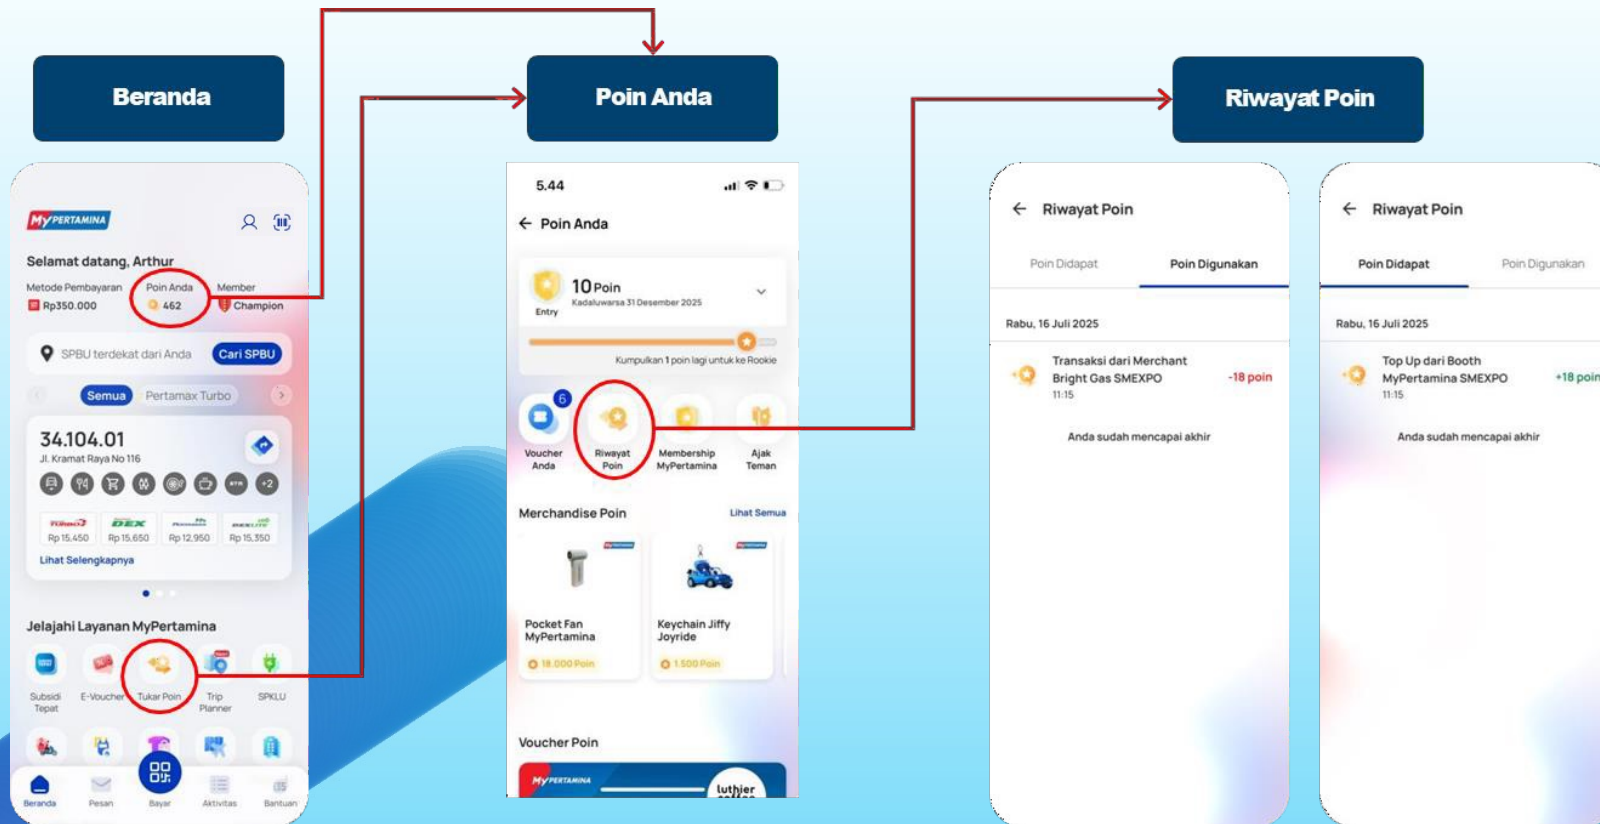 Beranda
Poin Anda
Riwayat Poin
MyPERTAMINA
Selamat datang, Arthur
Metode Pembayaran
Poin Anda
Member
Rp350.000
462
Champion
SPBU terdekat dari Anda
Cari SPBU
Semua
Pertamax Turbo
34.104.01
Jl. Kramat Raya No 116
ATM
+2
TURBO
DEX
DEXLITE
Rp 15.450
Rp 15.650
Rp 12.950
Rp 15.350
Lihat Selengkapnya
Jelajahi Layanan MyPertamina
Subsidi
Tepat
E-Voucher
Tukar Poin
Trip
Planner
SPKLU
Beranda
Pesan
Bayar
Aktivitas
Bantuan
5.44
Poin Anda
10 Poin
Kadaluwarsa 31 Desember 2025
Entry
Kumpulkan 1 poin lagi untuk ke Rookie
6
Voucher
Anda
Riwayat
Poin
Membership
MyPertamina
Ajak
Teman
Merchandise Poin
Lihat Semua
Pocket Fan
MyPertamina
18.000 Poin
Keychain Jiffy
Joyride
1.500 Poin
Voucher Poin
MyPERTAMINA
luthier
Riwayat Poin
Poin Didapat
Poin Digunakan
Rabu, 16 Juli 2025
Transaksi dari Merchant
Bright Gas SMEXPO
-18 poin
11:15
Anda sudah mencapai akhir
Riwayat Poin
Poin Didapat
Poin Digunakan
Rabu, 16 Juli 2025
Top Up dari Booth
MyPertamina SMEXPO
+18 poin
11:15
Anda sudah mencapai akhir